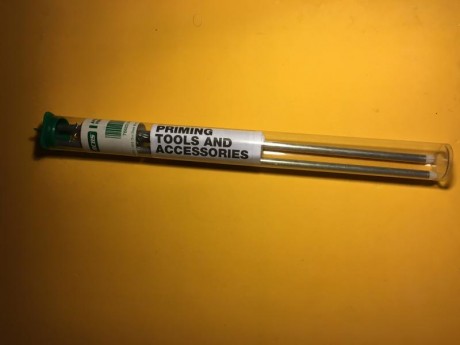 PRIMING
TOOLS AND
ACCESSORIES